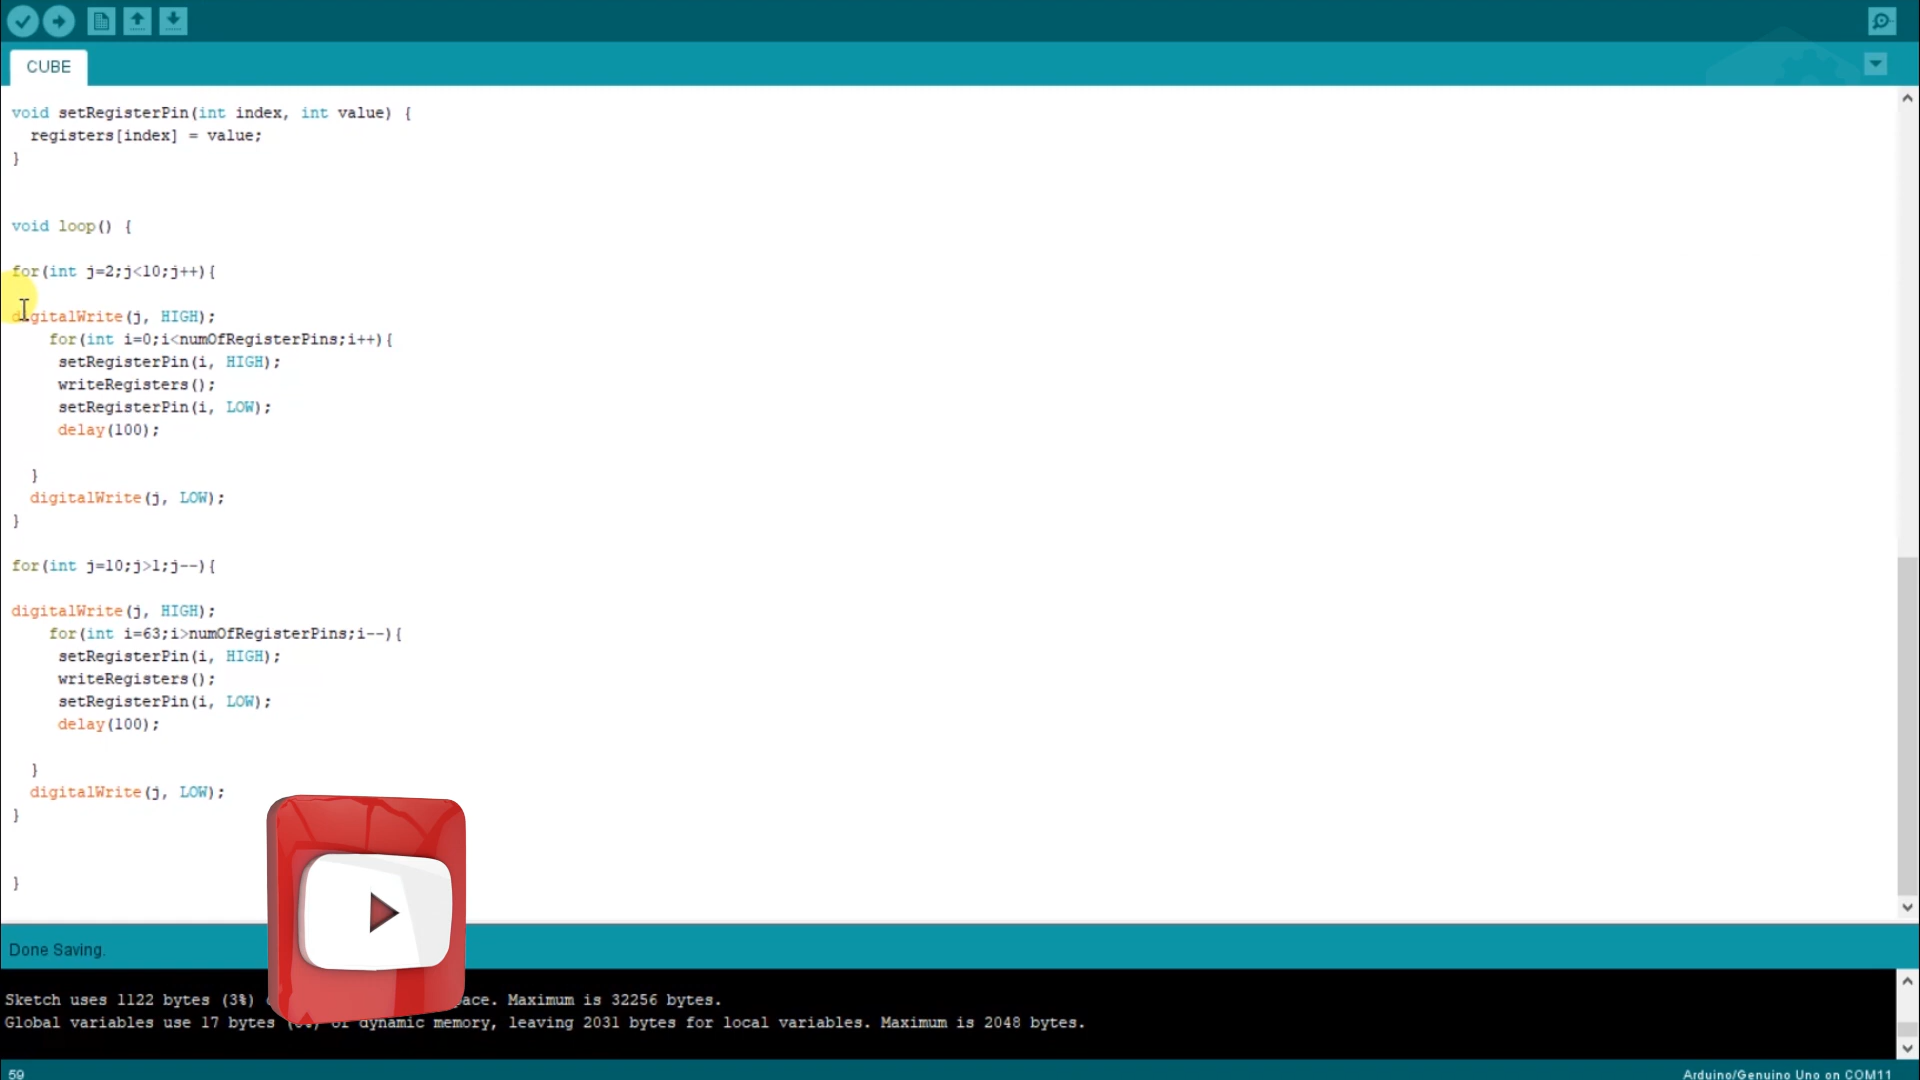 CUBE
void setRegisterPin(int index, int value) {
registers[index] = value;
}
void loop() {
for(int j=2;j<10;j++){
digitalWrite(j, HIGH);
for(int i=0;i<numOfRegisterPins;i++){
setRegisterPin(i, HIGH);
writeRegisters();
setRegisterPin(i, LOW);
delay(100);
}
digitalWrite(j, LOW);
}
for(int j=10;j>1;j--){
digitalWrite(j, HIGH);
for(int i=63;i>numOfRegisterPins;i--){
setRegisterPin(i, HIGH);
writeRegisters();
setRegisterPin(i, LOW);
delay(100);
}
digitalWrite(j, LOW);
}
}
Done Saving.
Sketch uses 1122 bytes (3%) ace. Maximum is 32256 bytes.
Global variables use 17 bytes of dynamic memory, leaving 2031 bytes for local variables. Maximum is 2048 bytes.
59
Arduino/Genuino Uno on COM11